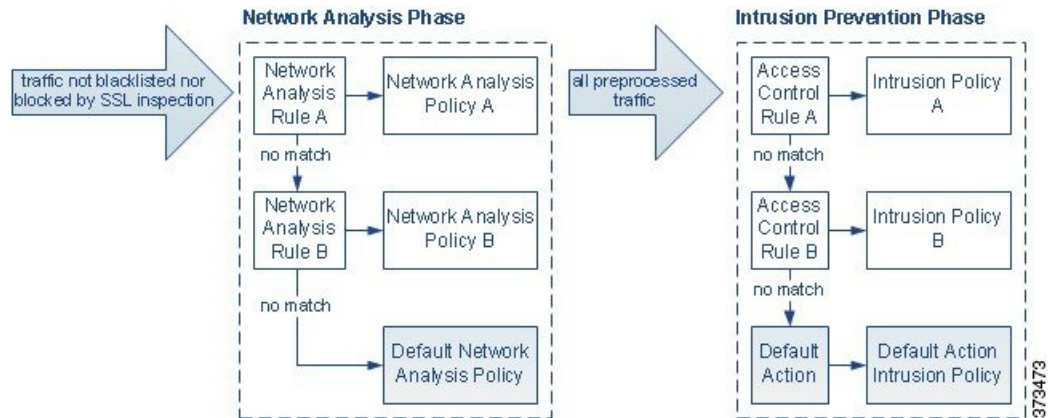 Network Analysis Phase
Intrusion Prevention Phase
traffic not blacklisted nor
blocked by SSL inspection
Network
Analysis
Rule A
Network Analysis
Policy A
no match
Network
Analysis
Rule B
Network Analysis
Policy B
no match
Default Network
Analysis Policy
all preprocessed
traffic
Access
Control
Rule A
Intrusion Policy
A
no match
Access
Control
Rule B
Intrusion Policy
B
no match
Default
Action
Default Action
Intrusion Policy
373473